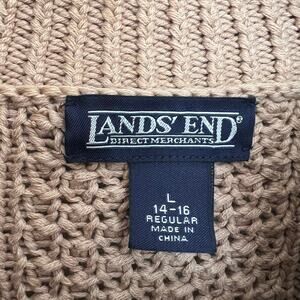 LANDS' END®
DIRECT MERCHANTS
L
14-16
REGULAR
MADE IN
CHINA